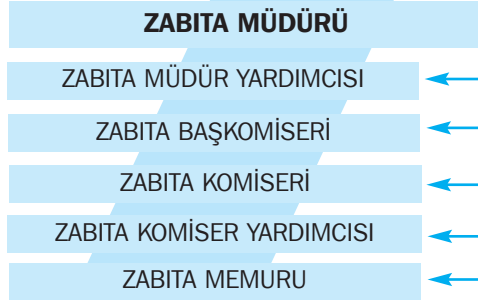 ZABITA MÜDÜRÜ
ZABITA MÜDÜR YARDIMCISI
ZABITA BAŞKOMİSERİ
ZABITA KOMİSERİ
ZABITA KOMİSER YARDIMCISI
ZABITA MEMURU